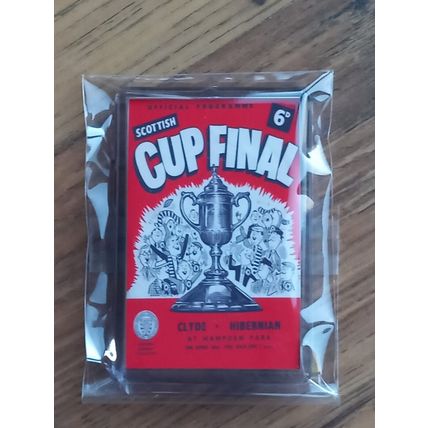 OFFICIAL PROGRAMME
6D
SCOTTISH
CUP FINAL
CLYDE • HIBERNIAN
AT HAMPDEN PARK